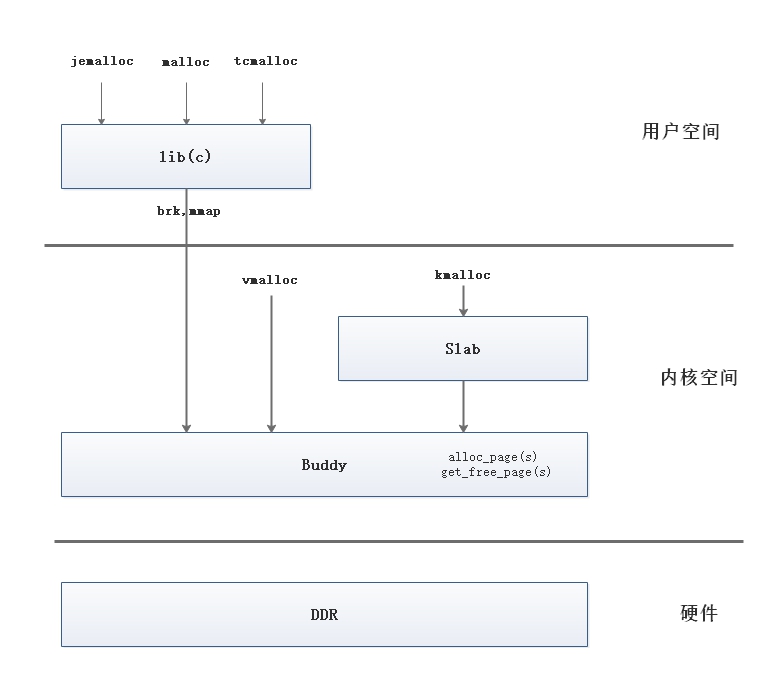 jemalloc malloc tcmalloc
用户空间
lib(c)
brk,mmap
vmalloc
kmalloc
Slab
内核空间
Buddy
alloc_page(s)
get_free_page(s)
DDR
硬件